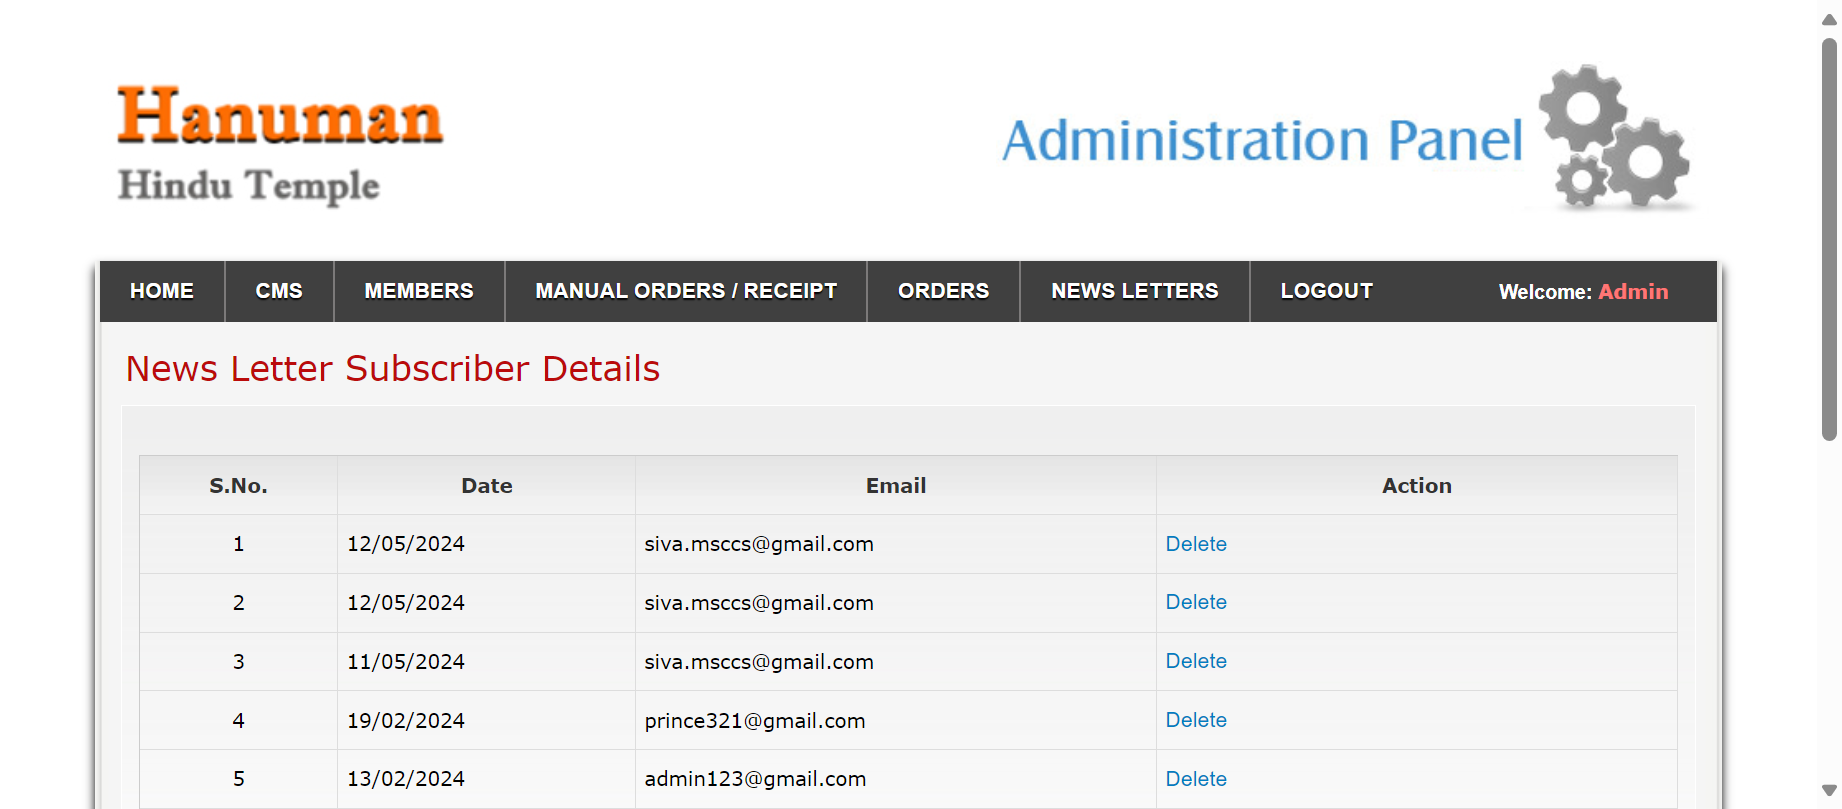 Hanuman
Hindu Temple
Administration Panel
HOME CMS MEMBERS MANUAL ORDERS / RECEIPT ORDERS NEWS LETTERS LOGOUT Welcome: Admin
News Letter Subscriber Details
S.No. Date Email Action
1 12/05/2024 siva.msccs@gmail.com Delete
2 12/05/2024 siva.msccs@gmail.com Delete
3 11/05/2024 siva.msccs@gmail.com Delete
4 19/02/2024 prince321@gmail.com Delete
5 13/02/2024 admin123@gmail.com Delete